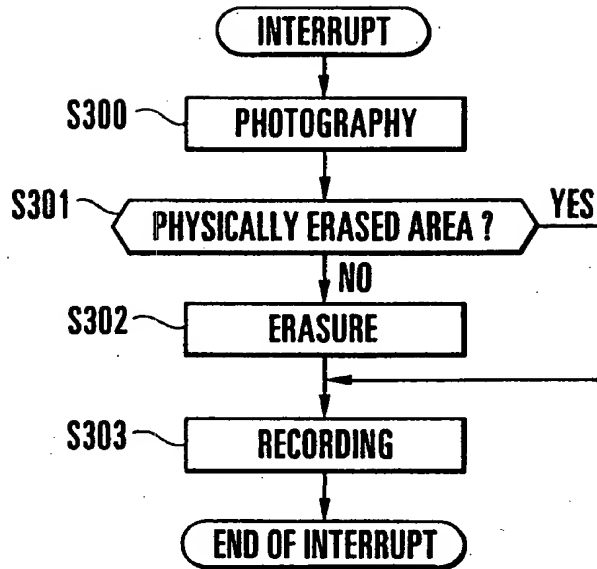 INTERRUPT
S300
PHOTOGRAPHY
S301
PHYSICALLY ERASED AREA ?
YES
NO
S302
ERASURE
S303
RECORDING
END OF INTERRUPT